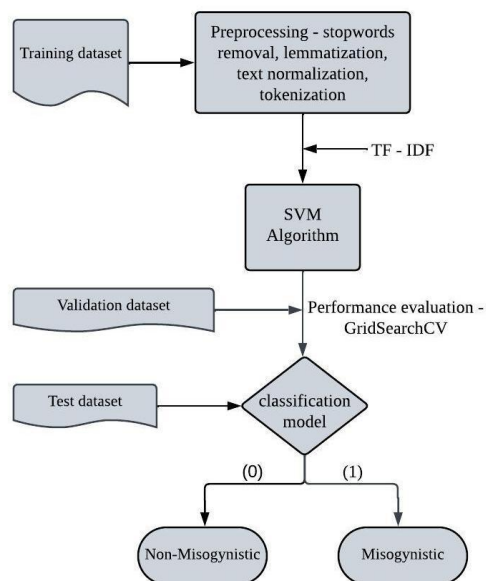 Training dataset
Preprocessing - stopwords
removal, lemmatization,
text normalization,
tokenization
TF - IDF
SVM
Algorithm
Validation dataset
Performance evaluation -
GridSearchCV
Test dataset
classification
model
(0)
(1)
Non-Misogynistic
Misogynistic